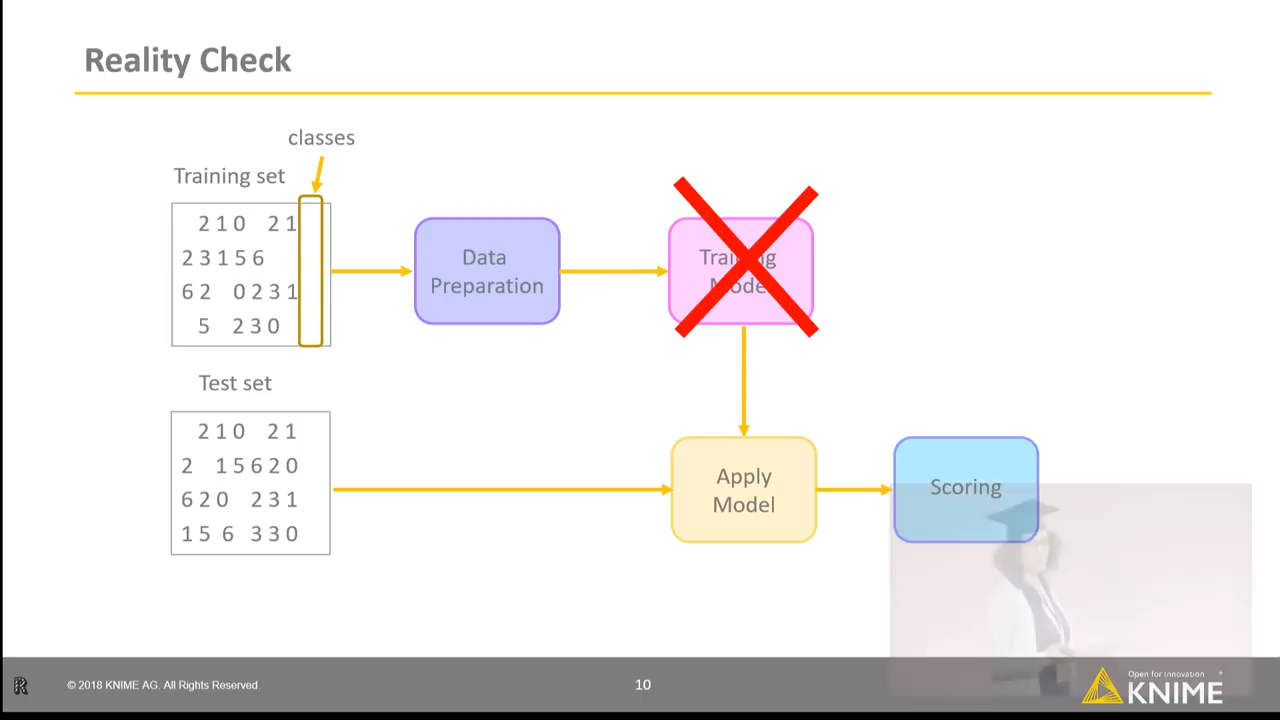 Reality Check
classes
Training set
2 1 0 2 1
2 3 1 5 6
6 2 0 2 3 1
5 2 3 0
Data
Preparation
Training
Model
Test set
2 1 0 2 1
2 1 5 6 2 0
6 2 0 2 3 1
1 5 6 3 3 0
Apply
Model
Scoring
R
© 2018 KNIME AG. All Rights Reserved.
10
Open for Innovation
KNIME